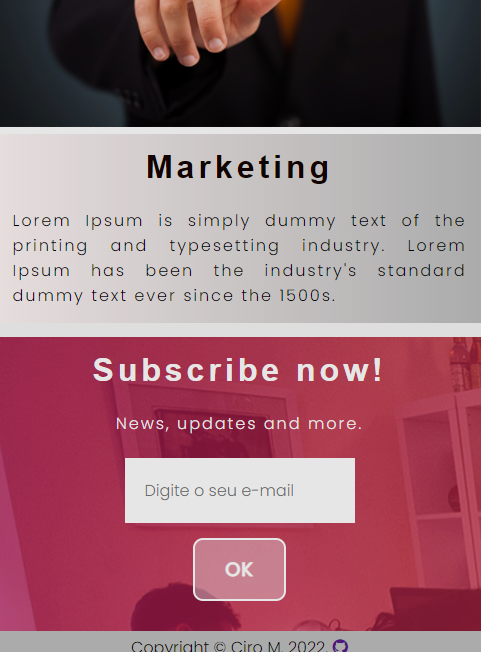 Marketing
Lorem Ipsum is simply dummy text of the
printing and typesetting industry. Lorem
Ipsum has been the industry's standard
dummy text ever since the 1500s.
Subscribe now!
News, updates and more.
Digite o seu e-mail
OK
Copyright © Ciro M. 2022.